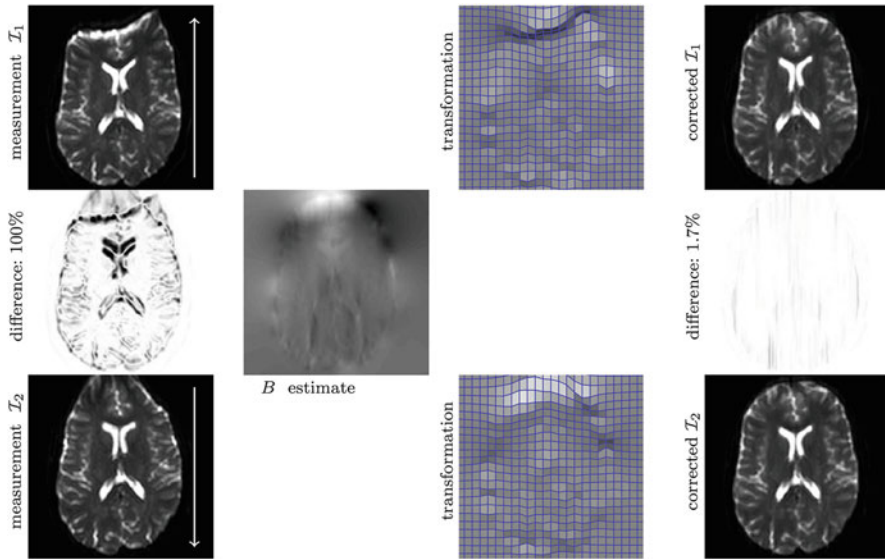 measurement I₁
transformation
corrected I₁
difference: 100%
B estimate
difference: 1.7%
measurement I₂
transformation
corrected I₂